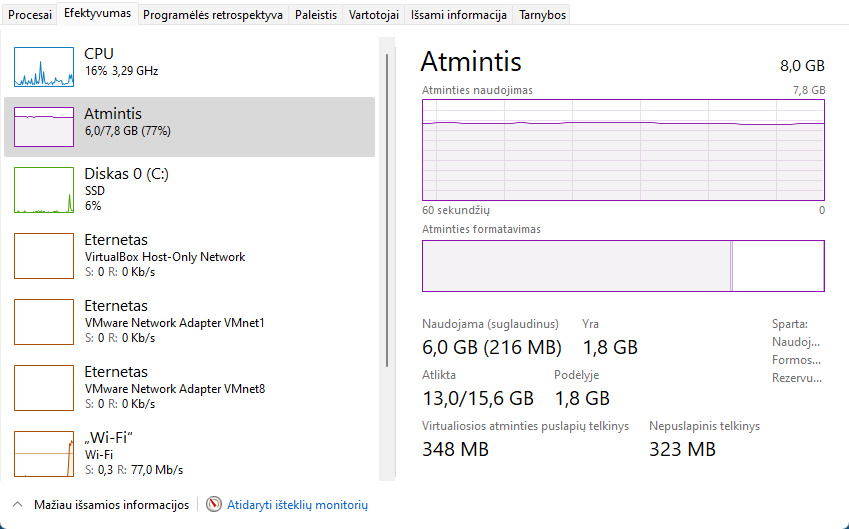 Procesai Efektyvumas Programėlės retrospektyva Paleistis Vartotojai Išsami informacija Tarnybos
CPU
16% 3,29 GHz
Atmintis
6,0/7,8 GB (77%)
Diskas 0 (C:)
SSD
6%
Eternetas
VirtualBox Host-Only Network
S: 0 R: 0 Kb/s
Eternetas
VMware Network Adapter VMnet1
S: 0 R: 0 Kb/s
Eternetas
VMware Network Adapter VMnet8
S: 0 R: 0 Kb/s
„Wi-Fi“
Wi-Fi
S: 0,3 R: 77,0 Mb/s
Atmintis 8,0 GB
Atminties naudojimas 7,8 GB
60 sekundžių 0
Atminties formatavimas
Naudojama (suglaudinus) Yra
6,0 GB (216 MB) 1,8 GB
Atlikta Podėlyje
13,0/15,6 GB 1,8 GB
Virtualiosios atminties puslapių telkinys Nepuslapinis telkinys
348 MB 323 MB
Sparta:
Naudoj...
Formos...
Rezervu...
Mažiau išsamios informacijos Atidaryti išteklių monitorių